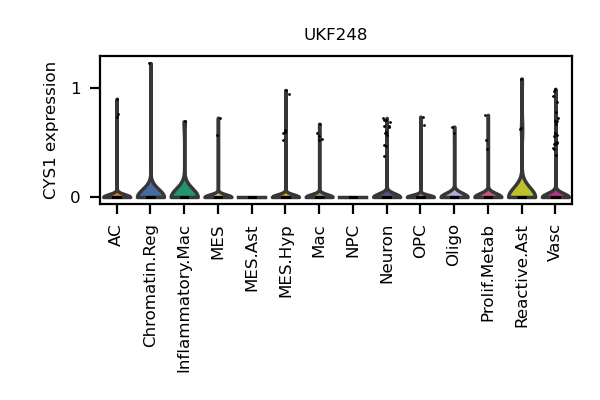 UKF248
CYS1 expression
1
0
AC
Chromatin.Reg
Inflammatory.Mac
MES
MES.Ast
MES.Hyp
Mac
NPC
Neuron
OPC
Oligo
Prolif.Metab
Reactive.Ast
Vasc